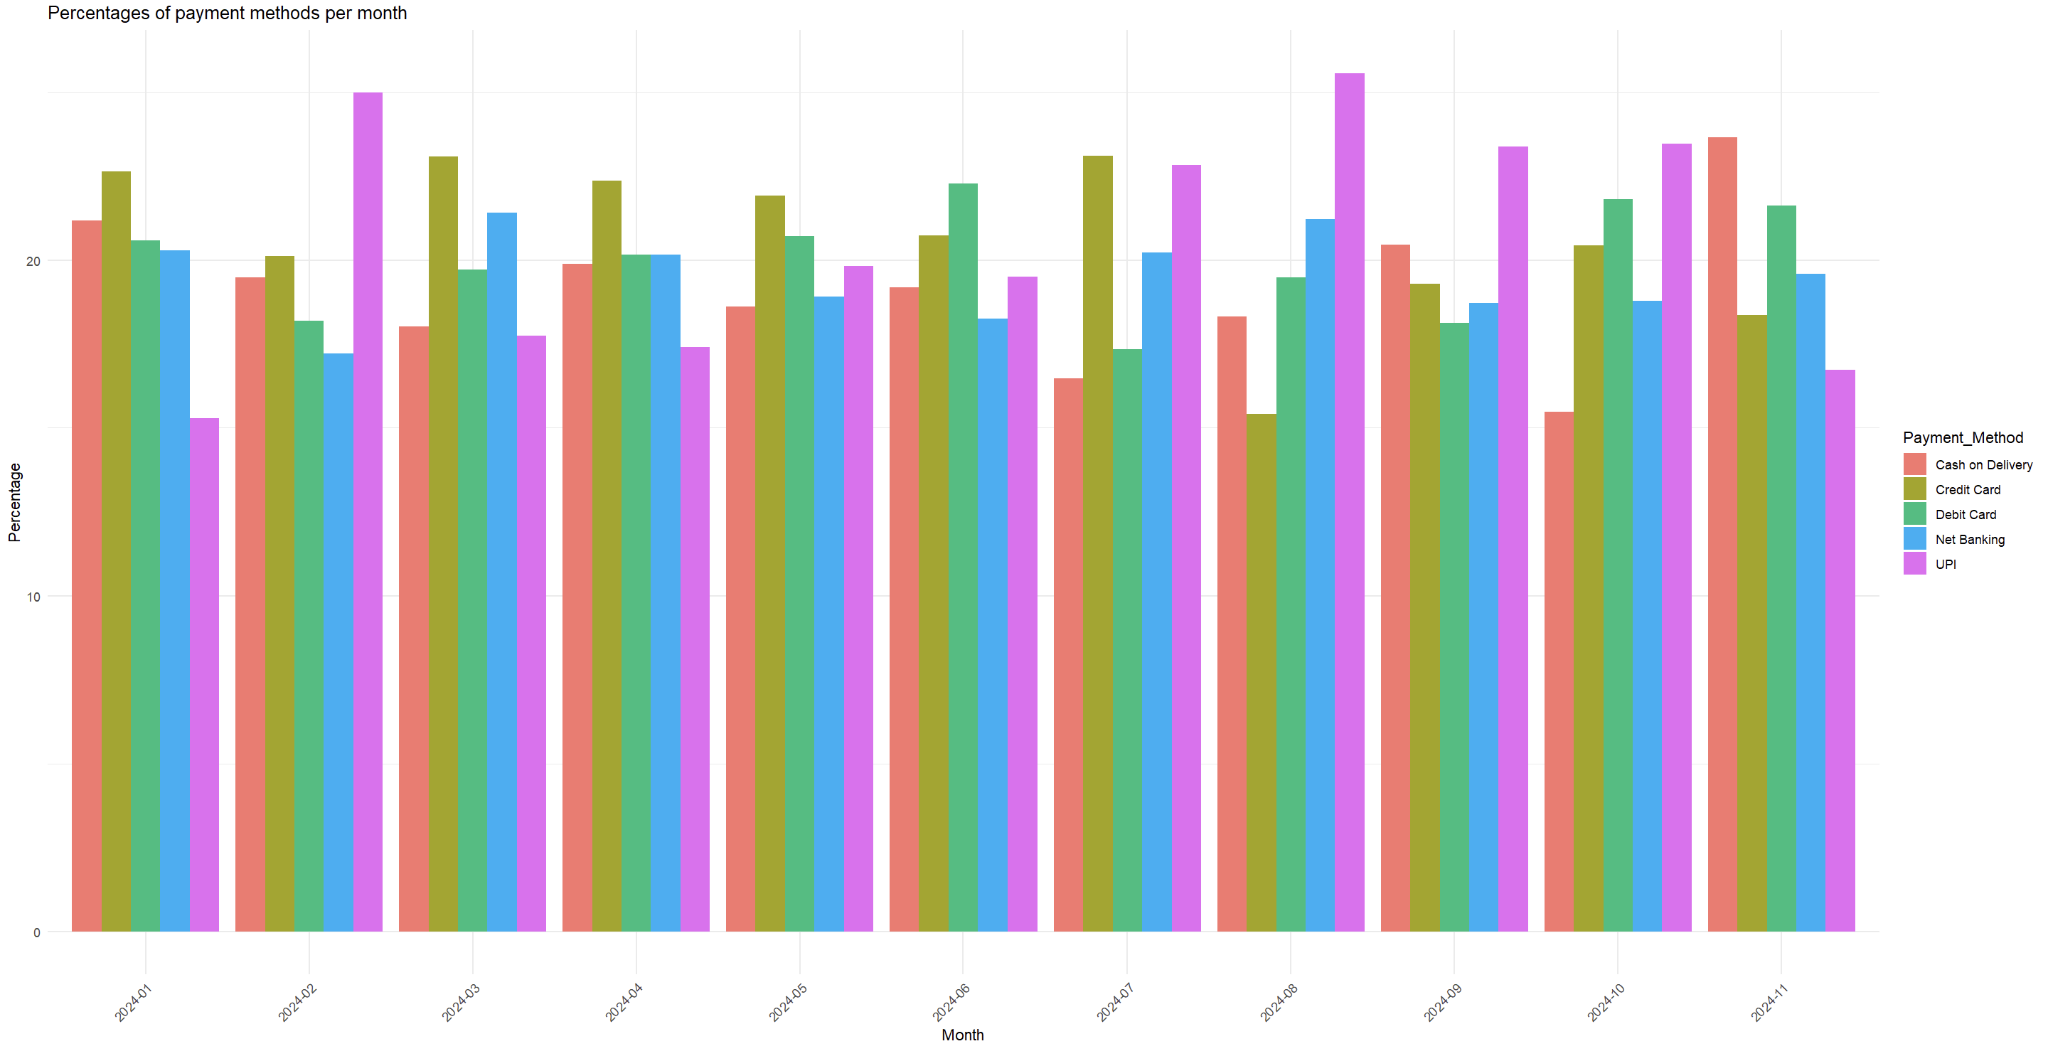 Percentages of payment methods per month
Percentage
20
10
0
2024-01
2024-02
2024-03
2024-04
2024-05
2024-06
2024-07
2024-08
2024-09
2024-10
2024-11
Month
Payment_Method
Cash on Delivery
Credit Card
Debit Card
Net Banking
UPI